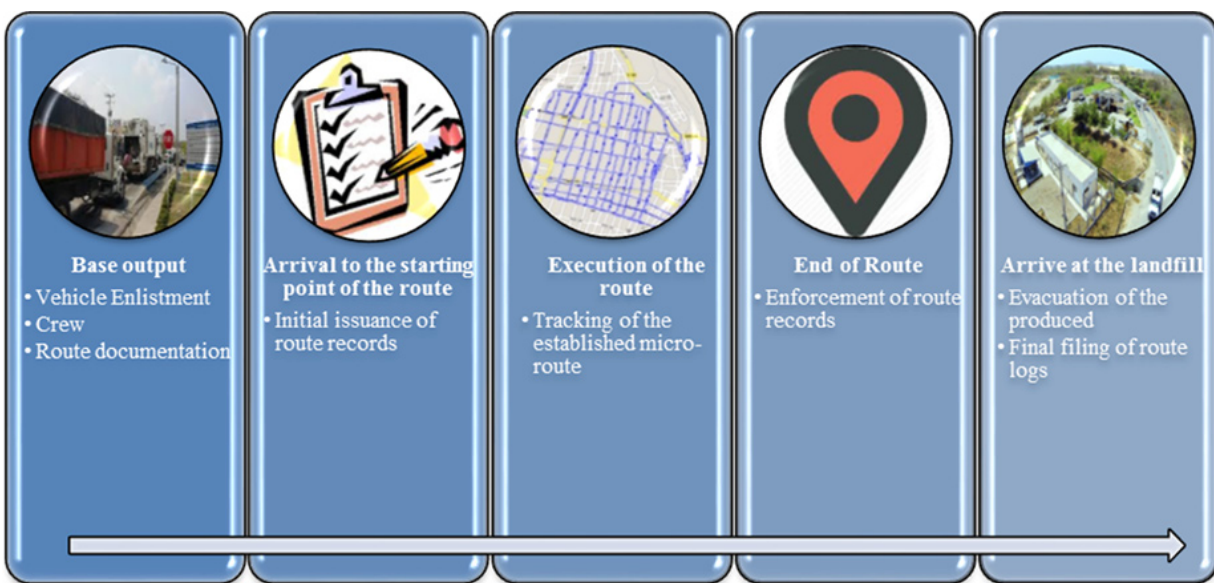 Base output
• Vehicle Enlistment
• Crew
• Route documentation
Arrival to the starting
point of the route
• Initial issuance of
route records
Execution of the
route
• Tracking of the
established micro-
route
End of Route
• Enforcement of route
records
Arrive at the landfill
• Evacuation of the
produced
• Final filing of route
logs